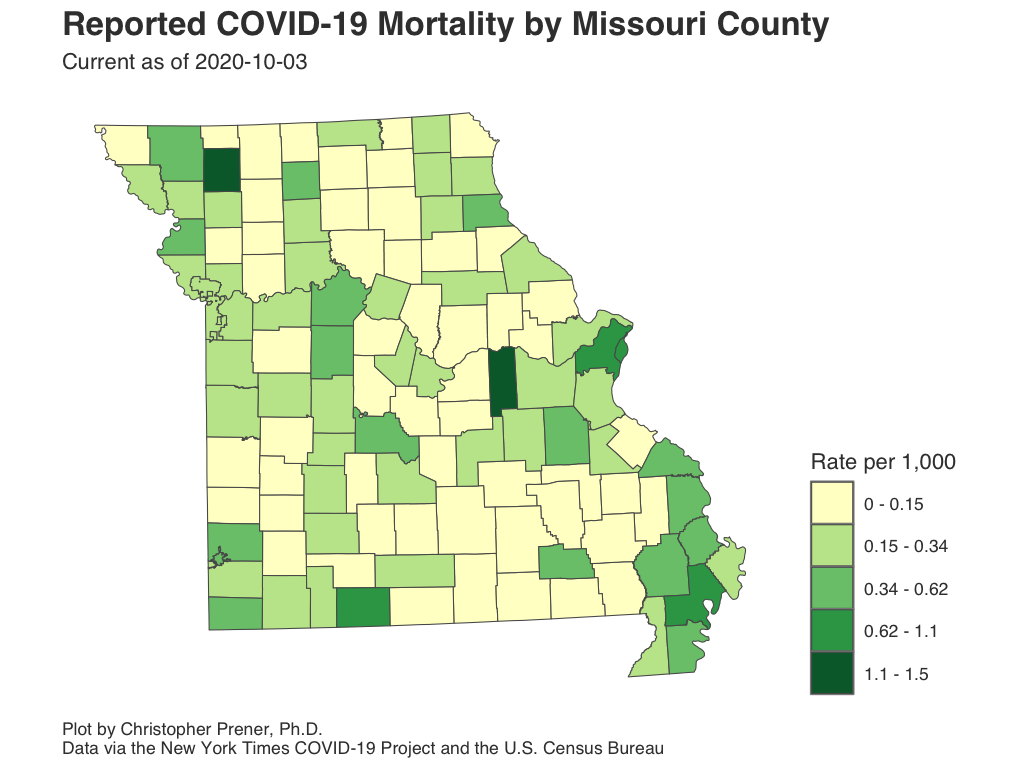 Reported COVID-19 Mortality by Missouri County
Current as of 2020-10-03
Rate per 1,000
0 - 0.15
0.15 - 0.34
0.34 - 0.62
0.62 - 1.1
1.1 - 1.5
Plot by Christopher Prener, Ph.D.
Data via the New York Times COVID-19 Project and the U.S. Census Bureau